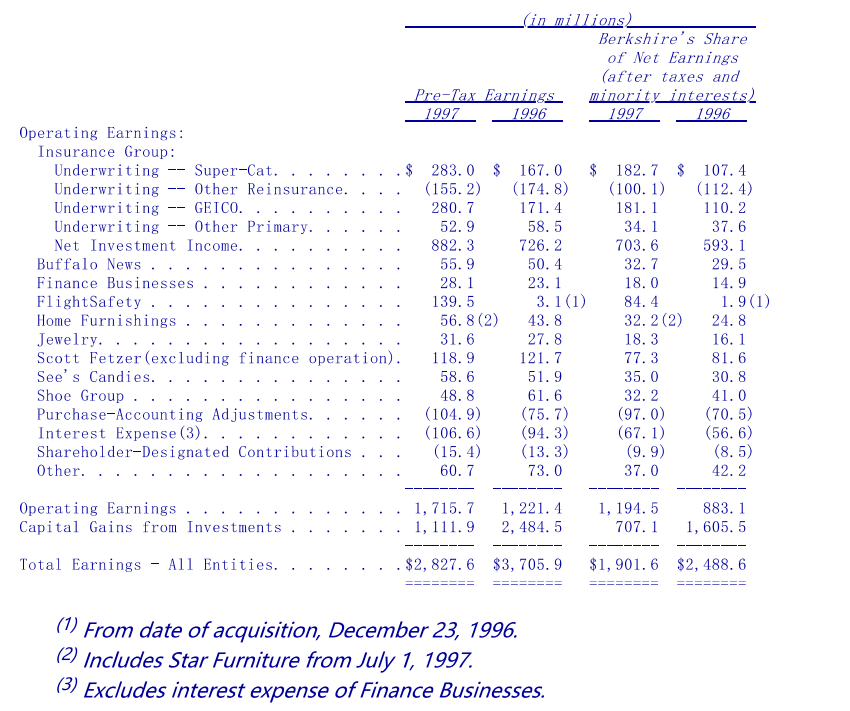 (in millions)
Berkshire's Share
of Net Earnings
(after taxes and
Pre-Tax Earnings minority interests)
1997 1996 1997 1996
Operating Earnings:
Insurance Group:
Underwriting -- Super-Cat. . . . . . . .$ 283.0 $ 167.0 $ 182.7 $ 107.4
Underwriting -- Other Reinsurance. . . . (155.2) (174.8) (100.1) (112.4)
Underwriting -- GEICO. . . . . . . . . . 280.7 171.4 181.1 110.2
Underwriting -- Other Primary. . . . . . 52.9 58.5 34.1 37.6
Net Investment Income. . . . . . . . . . 882.3 726.2 703.6 593.1
Buffalo News . . . . . . . . . . . . . . . 55.9 50.4 32.7 29.5
Finance Businesses . . . . . . . . . . . . 28.1 23.1 18.0 14.9
FlightSafety . . . . . . . . . . . . . . . 139.5 3.1(1) 84.4 1.9(1)
Home Furnishings . . . . . . . . . . . . . 56.8(2) 43.8 32.2(2) 24.8
Jewelry. . . . . . . . . . . . . . . . . . 31.6 27.8 18.3 16.1
Scott Fetzer(excluding finance operation). 118.9 121.7 77.3 81.6
See's Candies. . . . . . . . . . . . . . . 58.6 51.9 35.0 30.8
Shoe Group . . . . . . . . . . . . . . . . 48.8 61.6 32.2 41.0
Purchase-Accounting Adjustments. . . . . . (104.9) (75.7) (97.0) (70.5)
Interest Expense(3). . . . . . . . . . . . (106.6) (94.3) (67.1) (56.6)
Shareholder-Designated Contributions . . . (15.4) (13.3) (9.9) (8.5)
Other. . . . . . . . . . . . . . . . . . . 60.7 73.0 37.0 42.2
Operating Earnings . . . . . . . . . . . . . 1,715.7 1,221.4 1,194.5 883.1
Capital Gains from Investments . . . . . . . 1,111.9 2,484.5 707.1 1,605.5
Total Earnings - All Entities. . . . . . . .$2,827.6 $3,705.9 $1,901.6 $2,488.6
(1) From date of acquisition, December 23, 1996.
(2) Includes Star Furniture from July 1, 1997.
(3) Excludes interest expense of Finance Businesses.